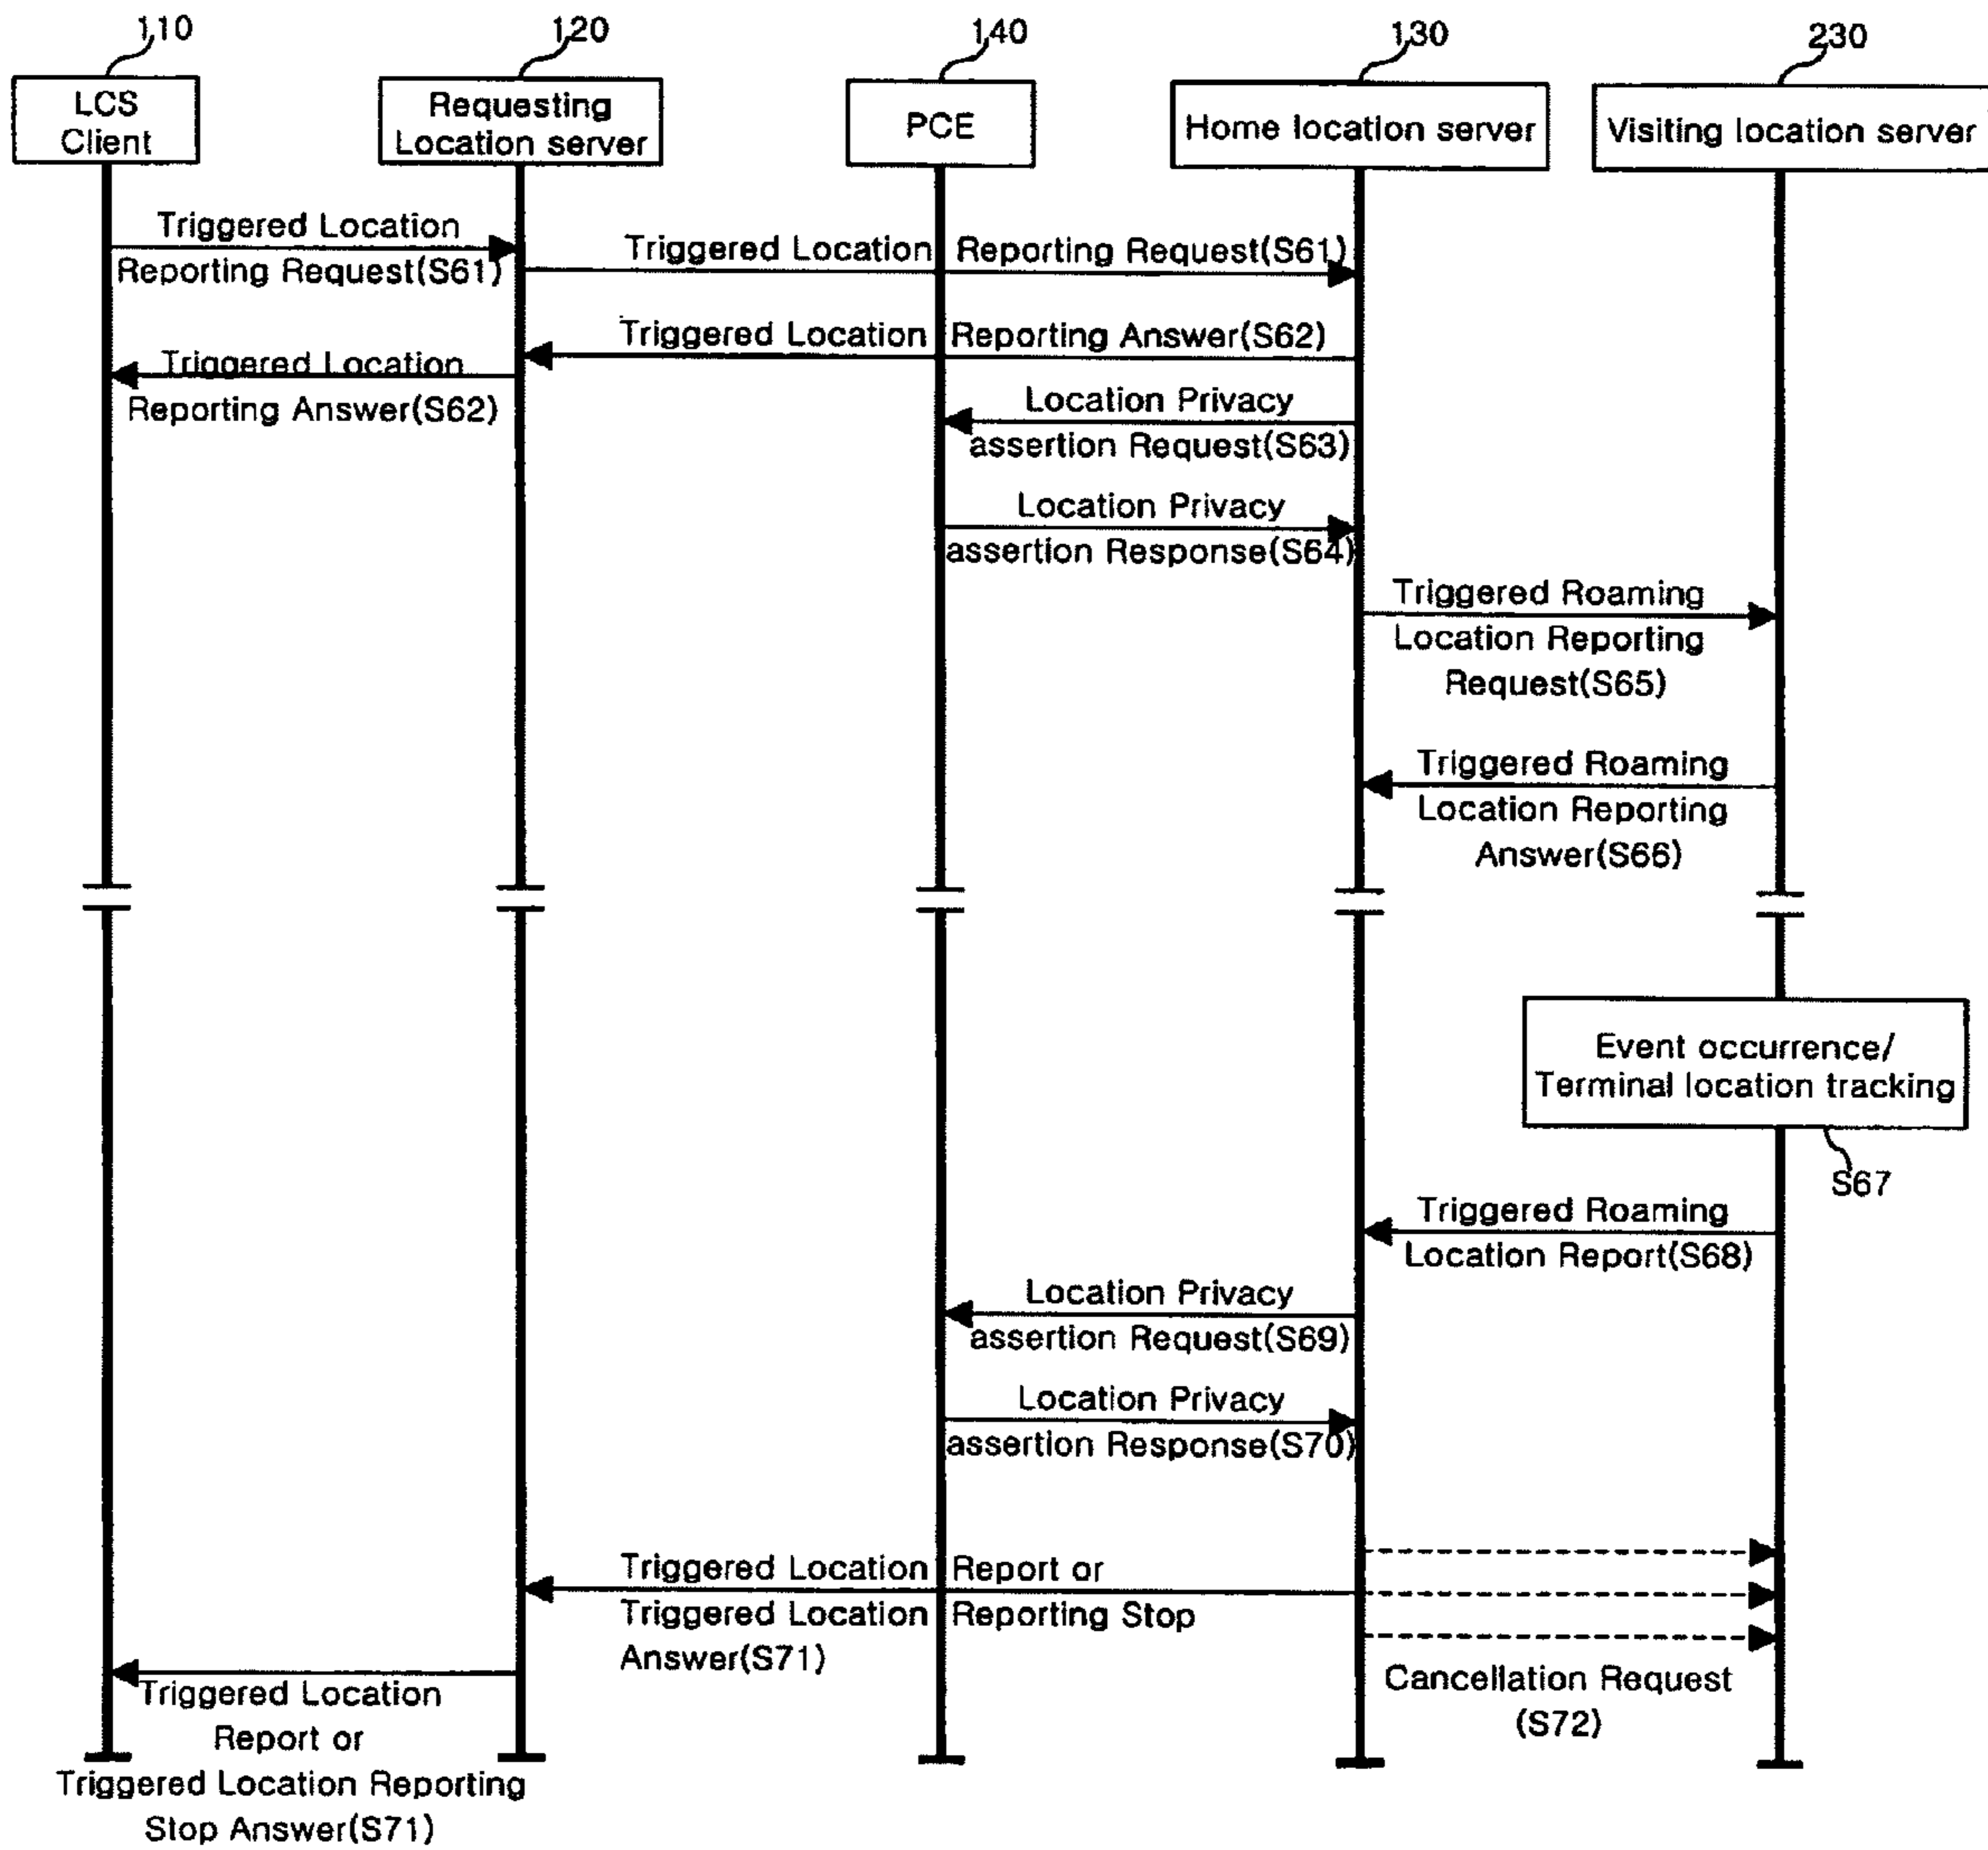 110
120
140
130
230
LCS
Client
Requesting
Location server
PCE
Home location server
Visiting location server
Triggered Location
Reporting Request(S61)
Triggered Location Reporting Request(S61)
Triggered Location Reporting Answer(S62)
Triggered Location
Reporting Answer(S62)
Location Privacy
assertion Request(S63)
Location Privacy
assertion Response(S64)
Triggered Roaming
Location Reporting
Request(S65)
Triggered Roaming
Location Reporting
Answer(S66)
Event occurrence/
Terminal location tracking
S67
Triggered Roaming
Location Report(S68)
Location Privacy
assertion Request(S69)
Location Privacy
assertion Response(S70)
Triggered Location Report or
Triggered Location Reporting Stop
Answer(S71)
Cancellation Request
(S72)
Triggered Location
Report or
Triggered Location Reporting
Stop Answer(S71)